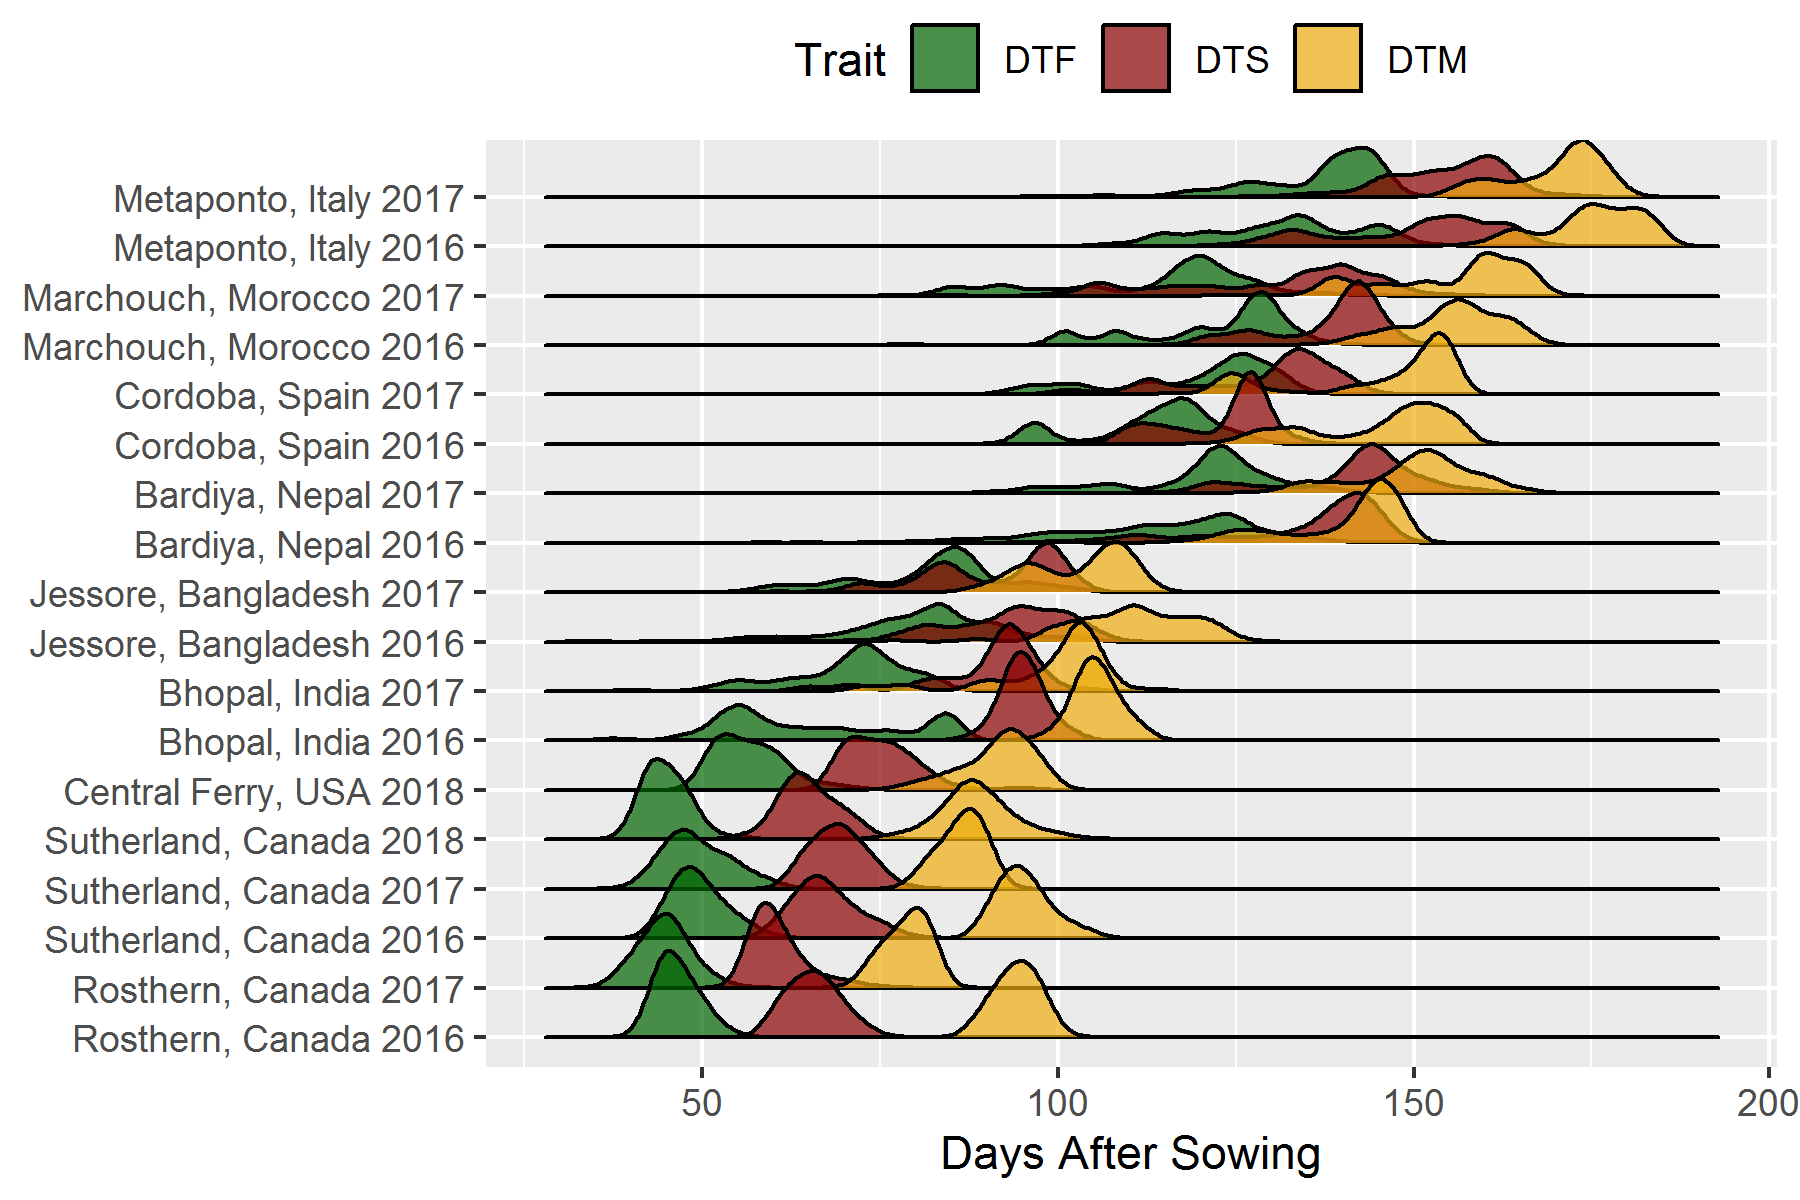 Trait DTF DTS DTM
Metaponto, Italy 2017
Metaponto, Italy 2016
Marchouch, Morocco 2017
Marchouch, Morocco 2016
Cordoba, Spain 2017
Cordoba, Spain 2016
Bardiya, Nepal 2017
Bardiya, Nepal 2016
Jessore, Bangladesh 2017
Jessore, Bangladesh 2016
Bhopal, India 2017
Bhopal, India 2016
Central Ferry, USA 2018
Sutherland, Canada 2018
Sutherland, Canada 2017
Sutherland, Canada 2016
Rosthern, Canada 2017
Rosthern, Canada 2016
50 100 150 200
Days After Sowing